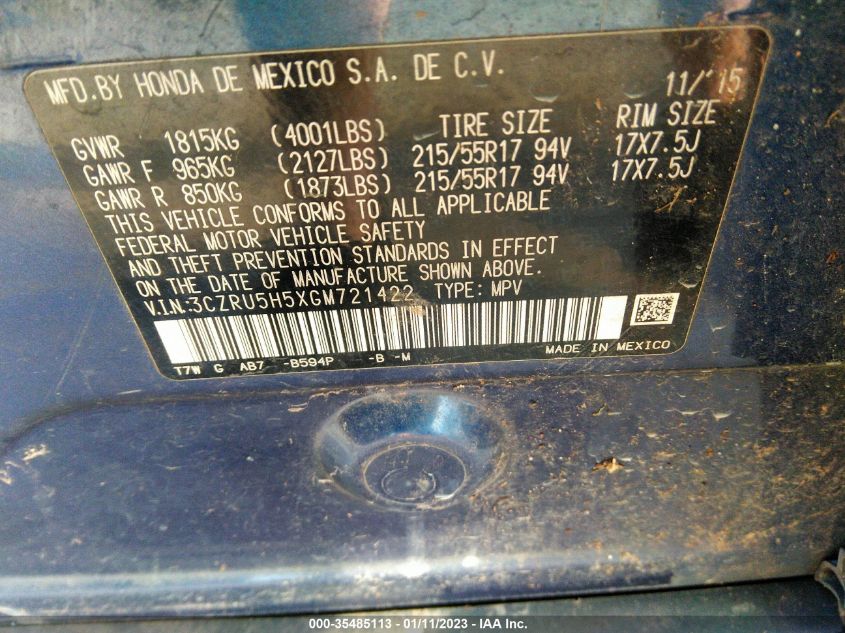 MFD.BY HONDA DE MEXICO S.A. DE C.V. 11/'15
GVWR 1815KG (4001LBS) TIRE SIZE RIM SIZE
GAWR F 965KG (2127LBS) 215/55R17 94V 17X7.5J
GAWR R 850KG (1873LBS) 215/55R17 94V 17X7.5J
THIS VEHICLE CONFORMS TO ALL APPLICABLE
FEDERAL MOTOR VEHICLE SAFETY
AND THEFT PREVENTION STANDARDS IN EFFECT
ON THE DATE OF MANUFACTURE SHOWN ABOVE.
V.I.N:3CZRU5H5XGM721422 TYPE: MPV
T7W G AB7 -B594P -B -M MADE IN MEXICO
000-35485113 - 01/11/2023 - IAA Inc.